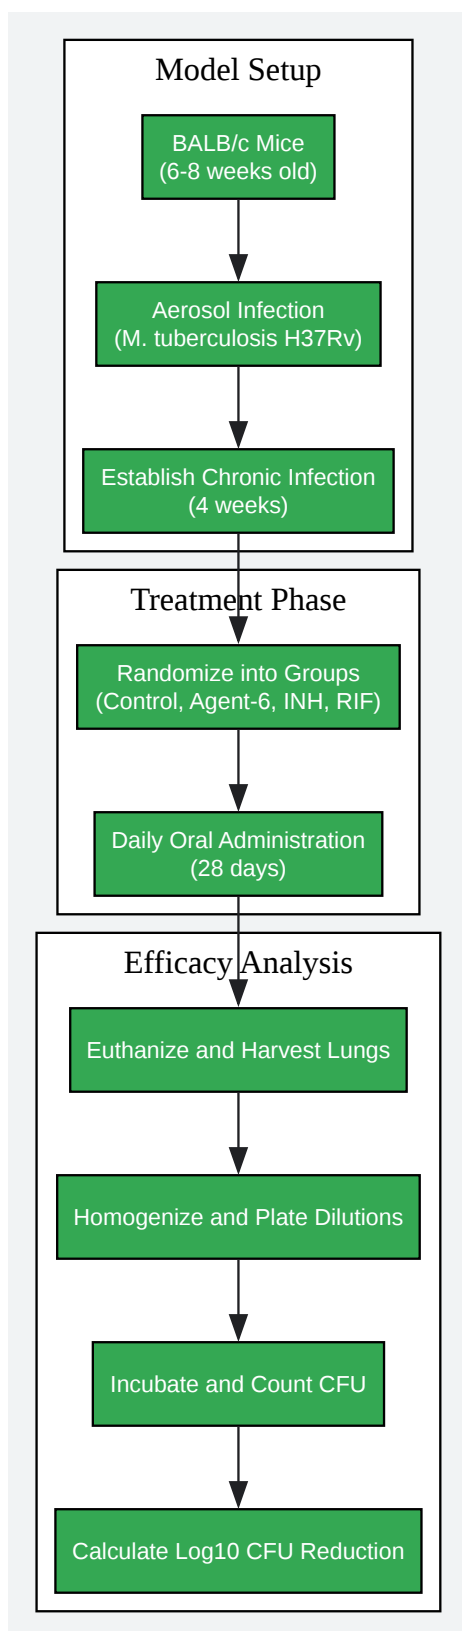 Model Setup
BALB/c Mice
(6-8 weeks old)
Aerosol Infection
(M. tuberculosis H37Rv)
Establish Chronic Infection
(4 weeks)
Treatment Phase
Randomize into Groups
(Control, Agent-6, INH, RIF)
Daily Oral Administration
(28 days)
Efficacy Analysis
Euthanize and Harvest Lungs
Homogenize and Plate Dilutions
Incubate and Count CFU
Calculate Log10 CFU Reduction